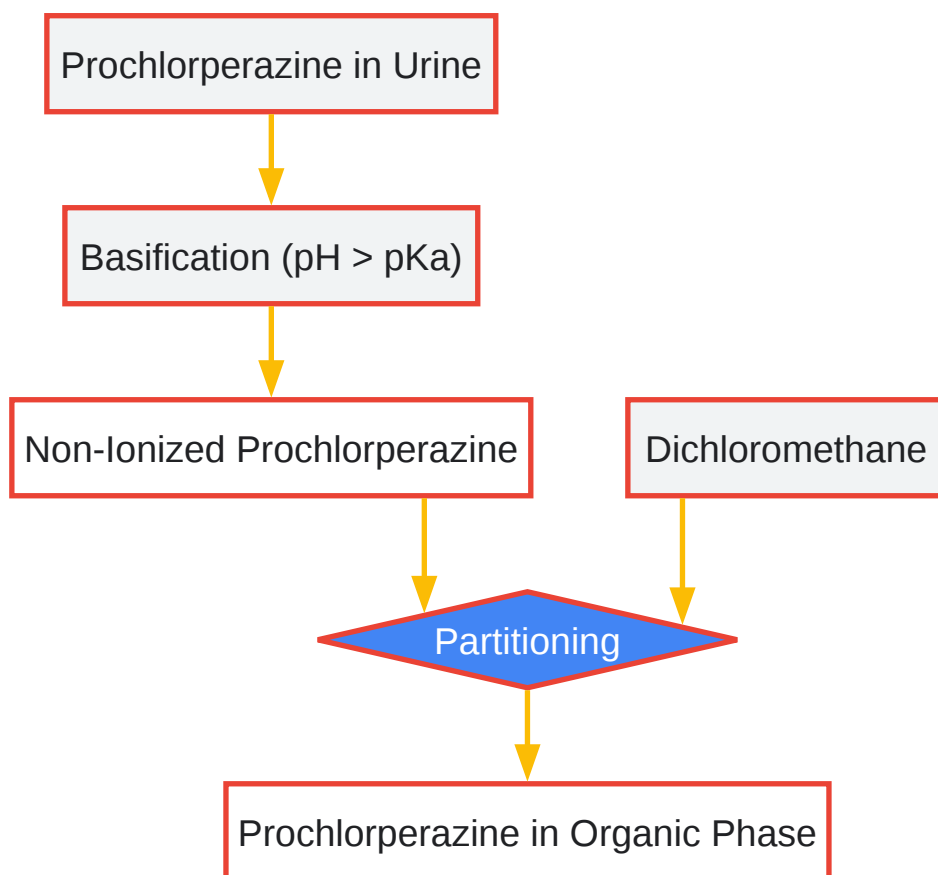 Prochlorperazine in Urine
Basification (pH > pKa)
Non-Ionized Prochlorperazine
Dichloromethane
Partitioning
Prochlorperazine in Organic Phase